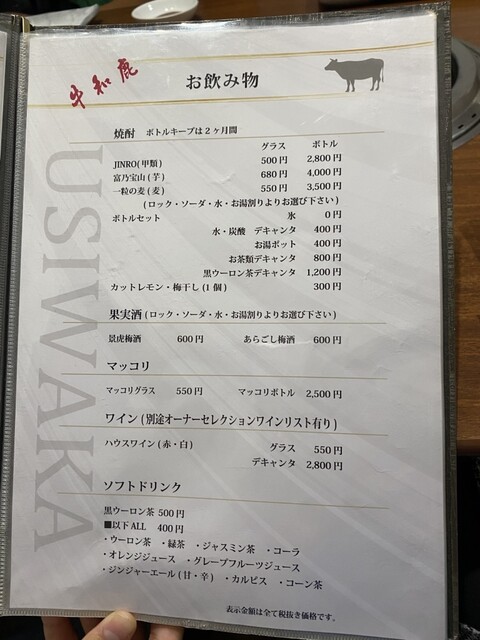 牛和鹿
お飲み物
USIWAKA
焼酎 ボトルキープは2ヶ月間
グラス ボトル
JINRO(甲類) 500円 2,800円
富乃宝山(芋) 680円 4,000円
一粒の麦(麦) 550円 3,500円
(ロック・ソーダ・水・お湯割りよりお選び下さい)
ボトルセット 氷 0円
水・炭酸 デキャンタ 400円
お湯ポット 400円
お茶類デキャンタ 800円
黒ウーロン茶デキャンタ 1,200円
カットレモン・梅干し(1個) 300円
果実酒(ロック・ソーダ・水・お湯割りよりお選び下さい)
景虎梅酒 600円 あらごし梅酒 600円
マッコリ
マッコリグラス 550円 マッコリボトル 2,500円
ワイン(別途オーナーセレクションワインリスト有り)
ハウスワイン(赤・白) グラス 550円
デキャンタ 2,800円
ソフトドリンク
黒ウーロン茶 500円
■以下ALL 400円
・ウーロン茶 ・緑茶 ・ジャスミン茶 ・コーラ
・オレンジジュース ・グレープフルーツジュース
・ジンジャーエール(甘・辛) ・カルピス ・コーン茶
表示金額は全て税抜き価格です。